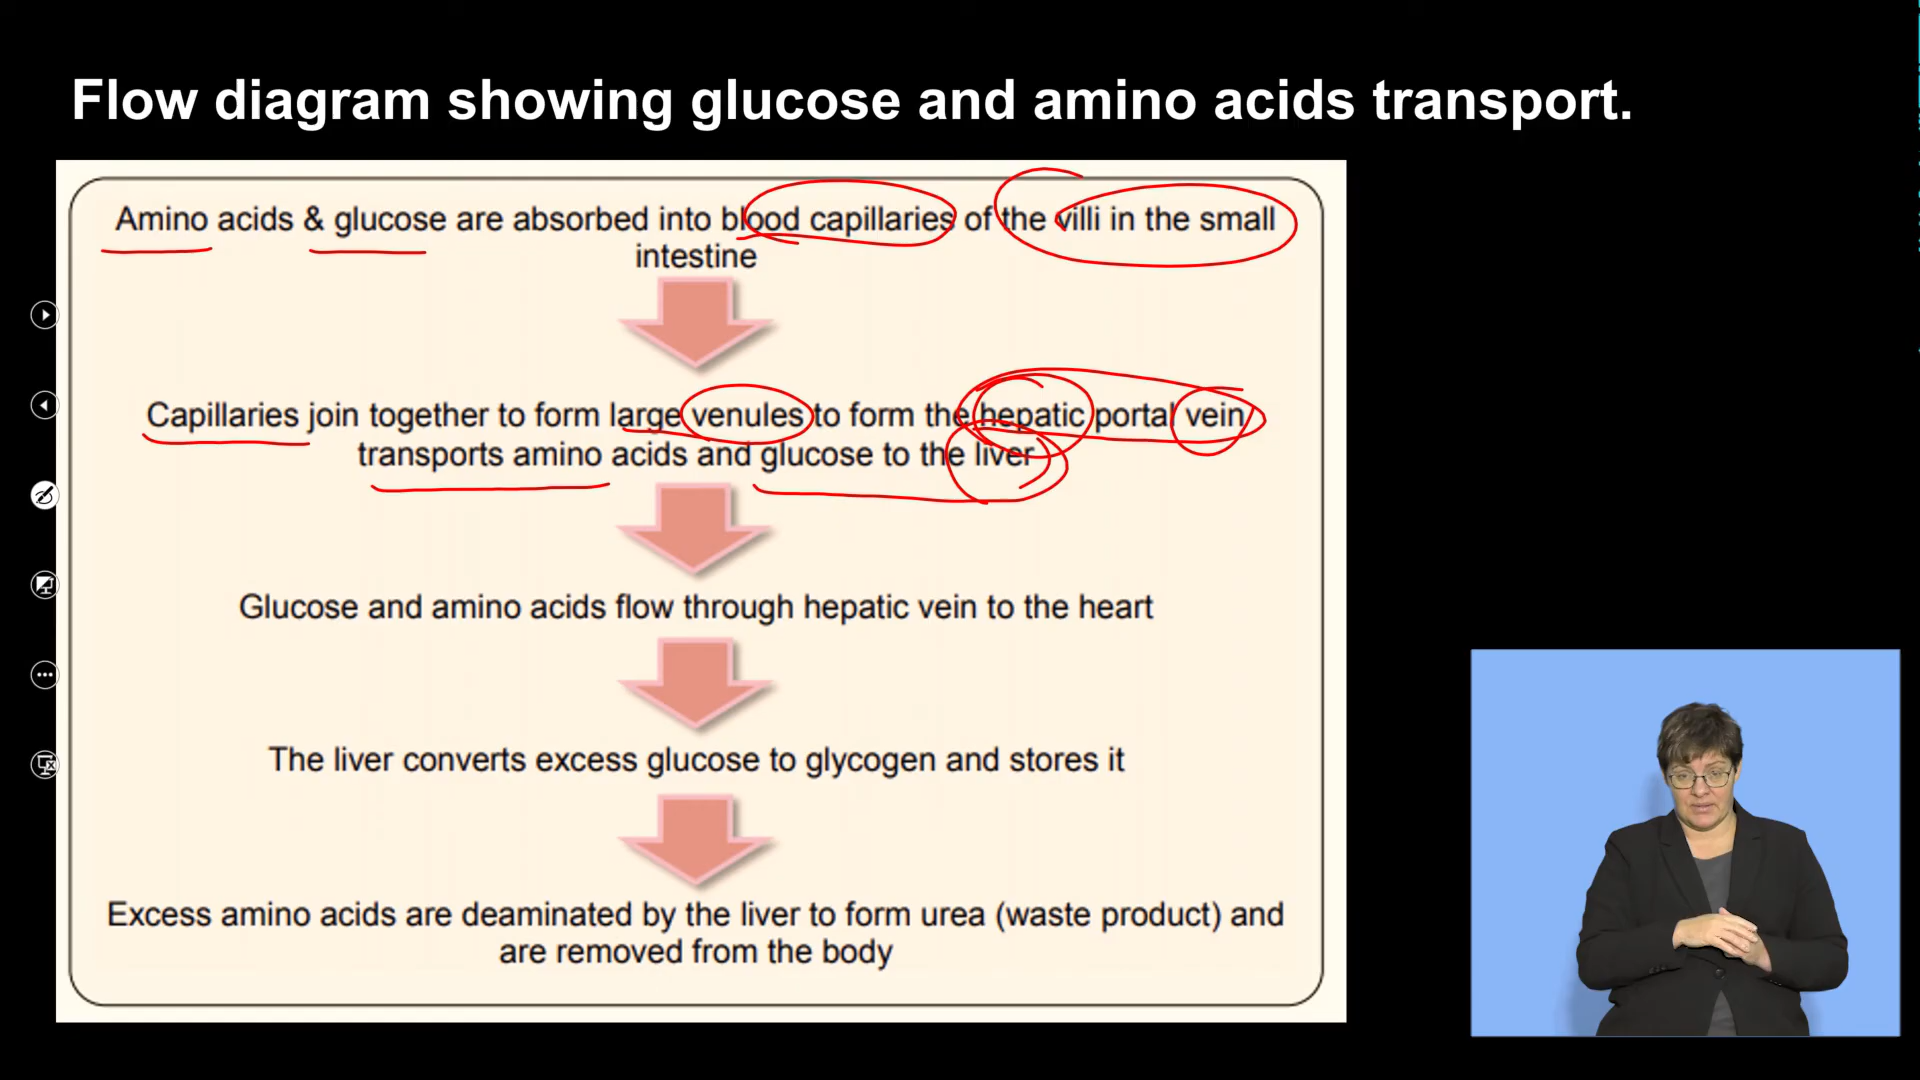 Flow diagram showing glucose and amino acids transport.
Amino acids & glucose are absorbed into blood capillaries of the villi in the small
intestine
Capillaries join together to form large venules to form the hepatic portal vein
transports amino acids and glucose to the liver
Glucose and amino acids flow through hepatic vein to the heart
The liver converts excess glucose to glycogen and stores it
Excess amino acids are deaminated by the liver to form urea (waste product) and
are removed from the body